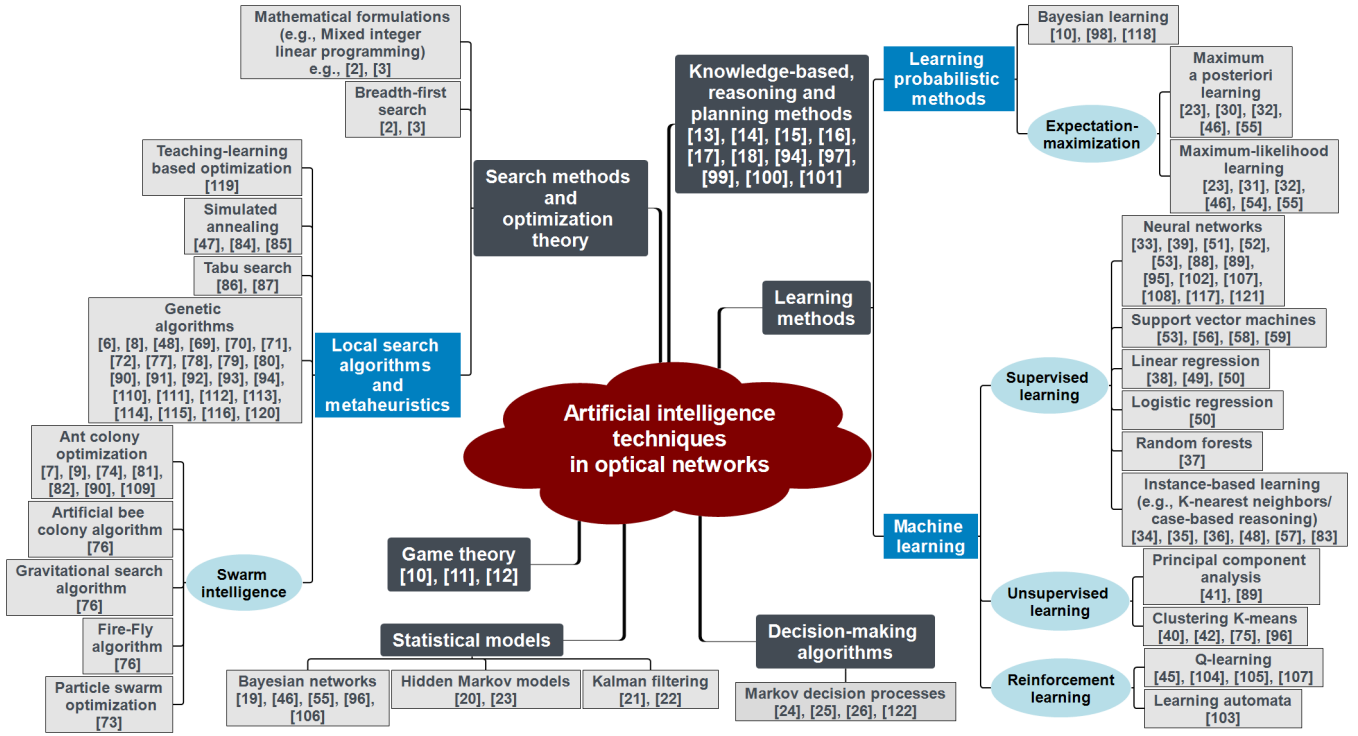 Mathematical formulations
(e.g., Mixed integer
linear programming)
e.g., [2], [3]
Breadth-first
search
[2], [3]
Search methods
and
optimization
theory
Teaching-learning
based optimization
[119]
Simulated
annealing
[47], [84], [85]
Tabu search
[86], [87]
Genetic
algorithms
[6], [8], [48], [69], [70], [71],
[72], [77], [78], [79], [80],
[90], [91], [92], [93], [94],
[110], [111], [112], [113],
[114], [115], [116], [120]
Local search
algorithms
and
metaheuristics
Ant colony
optimization
[7], [9], [74], [81],
[82], [90], [109]
Artificial bee
colony algorithm
[76]
Gravitational search
algorithm
[76]
Fire-Fly
algorithm
[76]
Particle swarm
optimization
[73]
Swarm
intelligence
Knowledge-based,
reasoning and
planning methods
[13], [14], [15], [16],
[17], [18], [94], [97],
[99], [100], [101]
Learning
methods
Artificial intelligence
techniques
in optical networks
Game theory
[10], [11], [12]
Statistical models
Bayesian networks
[19], [46], [55], [96],
[106]
Hidden Markov models
[20], [23]
Kalman filtering
[21], [22]
Decision-making
algorithms
Markov decision processes
[24], [25], [26], [122]
Learning
probabilistic
methods
Bayesian learning
[10], [98], [118]
Expectation-
maximization
Maximum
a posteriori
learning
[23], [30], [32],
[46], [55]
Maximum-likelihood
learning
[23], [31], [32],
[46], [54], [55]
Machine
learning
Supervised
learning
Neural networks
[33], [39], [51], [52],
[53], [88], [89],
[95], [102], [107],
[108], [117], [121]
Support vector machines
[53], [56], [58], [59]
Linear regression
[38], [49], [50]
Logistic regression
[50]
Random forests
[37]
Instance-based learning
(e.g., K-nearest neighbors/
case-based reasoning)
[34], [35], [36], [48], [57], [83]
Unsupervised
learning
Principal component
analysis
[41], [89]
Clustering K-means
[40], [42], [75], [96]
Reinforcement
learning
Q-learning
[45], [104], [105], [107]
Learning automata
[103]